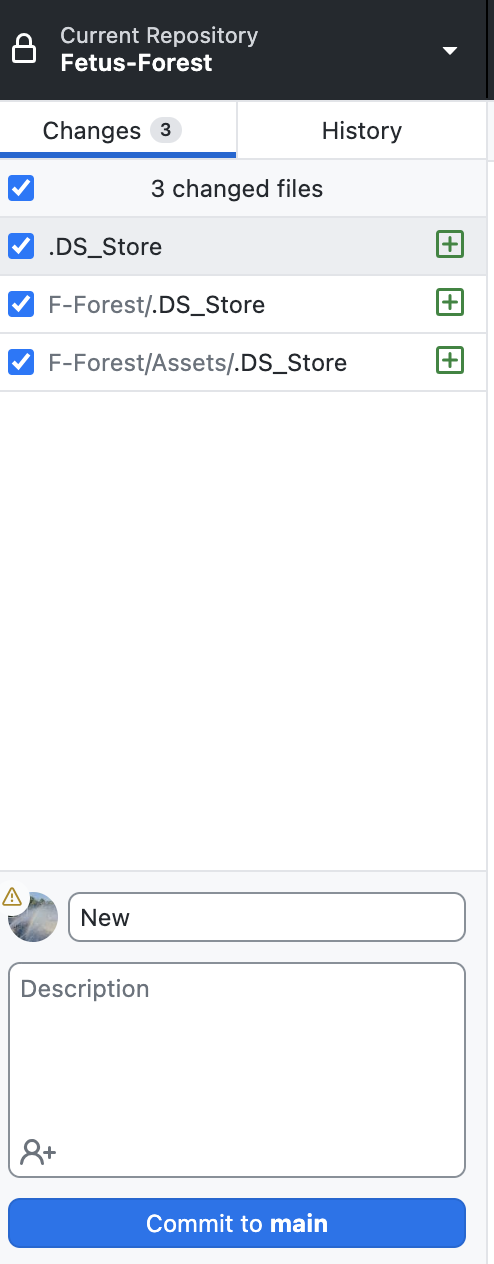 Current Repository
Fetus-Forest
Changes 3
History
3 changed files
.DS_Store
F-Forest/.DS_Store
F-Forest/Assets/.DS_Store
New
Description
Commit to main